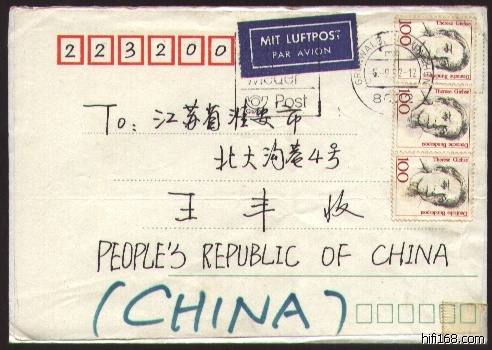 223200
MIT LUFTPOST
PAR AVION
Post
100
Therese Giehse
Deutsche Bundespost
100
Therese Giehse
Deutsche Bundespost
100
Therese Giehse
Deutsche Bundespost
To: 江苏省淮安市
北大沟巷4号
王丰收
PEOPLE'S REPUBLIC OF CHINA
(CHINA)
hifi168.com